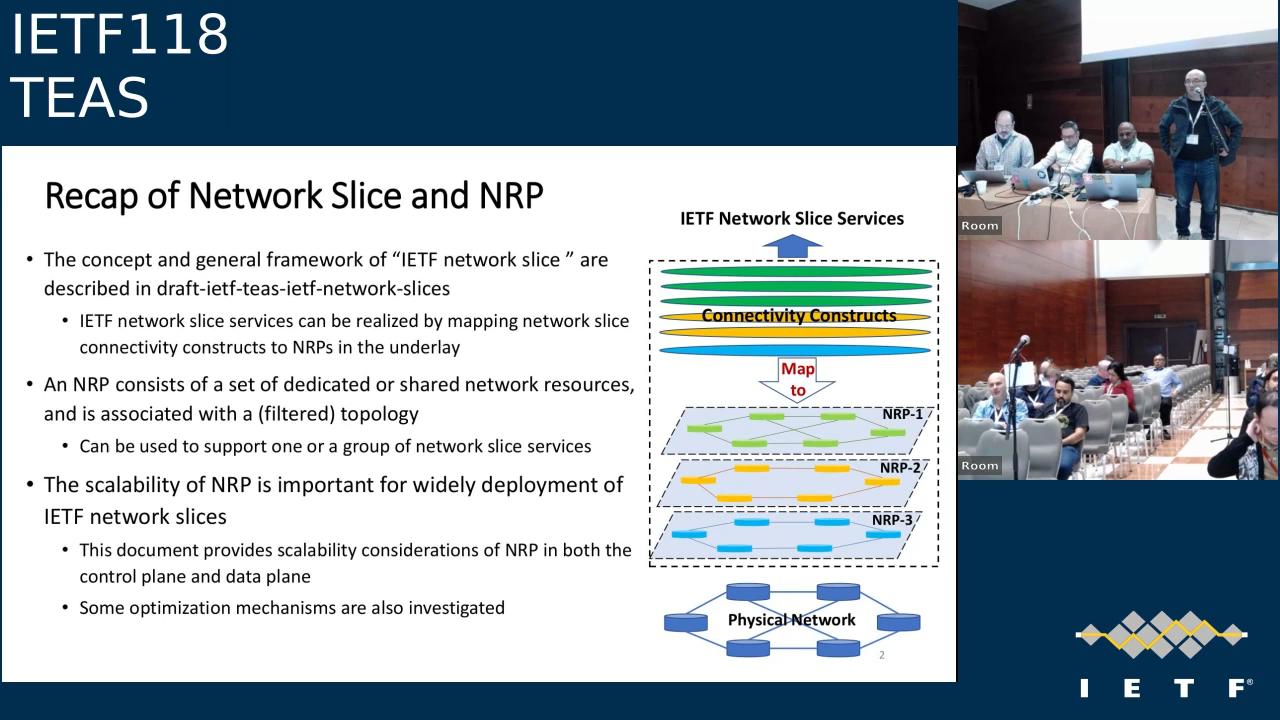 IETF118
TEAS
Recap of Network Slice and NRP
• The concept and general framework of “IETF network slice ” are
described in draft-ietf-teas-ietf-network-slices
• IETF network slice services can be realized by mapping network slice
connectivity constructs to NRPs in the underlay
• An NRP consists of a set of dedicated or shared network resources,
and is associated with a (filtered) topology
• Can be used to support one or a group of network slice services
• The scalability of NRP is important for widely deployment of
IETF network slices
• This document provides scalability considerations of NRP in both the
control plane and data plane
• Some optimization mechanisms are also investigated
IETF Network Slice Services
Connectivity Constructs
Map
to
NRP-1
NRP-2
NRP-3
Physical Network
2
Room
Room
I E T F®